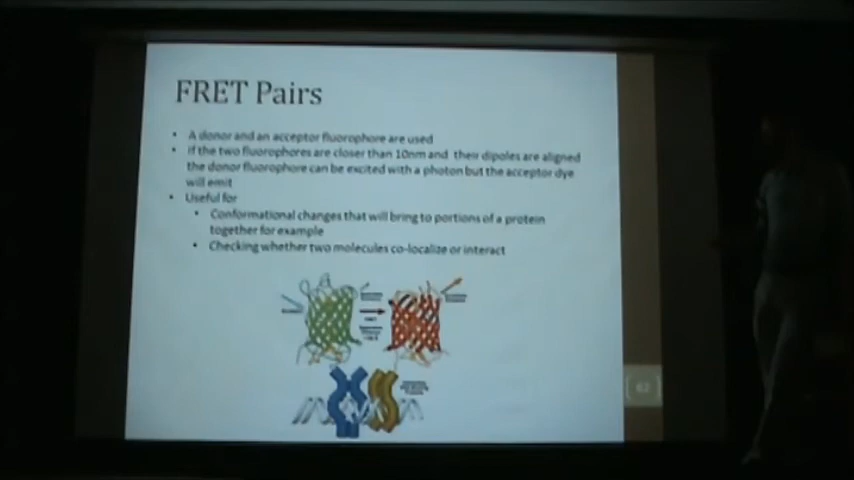 FRET Pairs
• A donor and an acceptor fluorophore are used
• If the two fluorophores are closer than 10nm and their dipoles are aligned
the donor fluorophore can be excited with a photon but the acceptor dye
will emit
• Useful for
• Conformational changes that will bring to portions of a protein
together for example
• Checking whether two molecules co-localize or interact
62